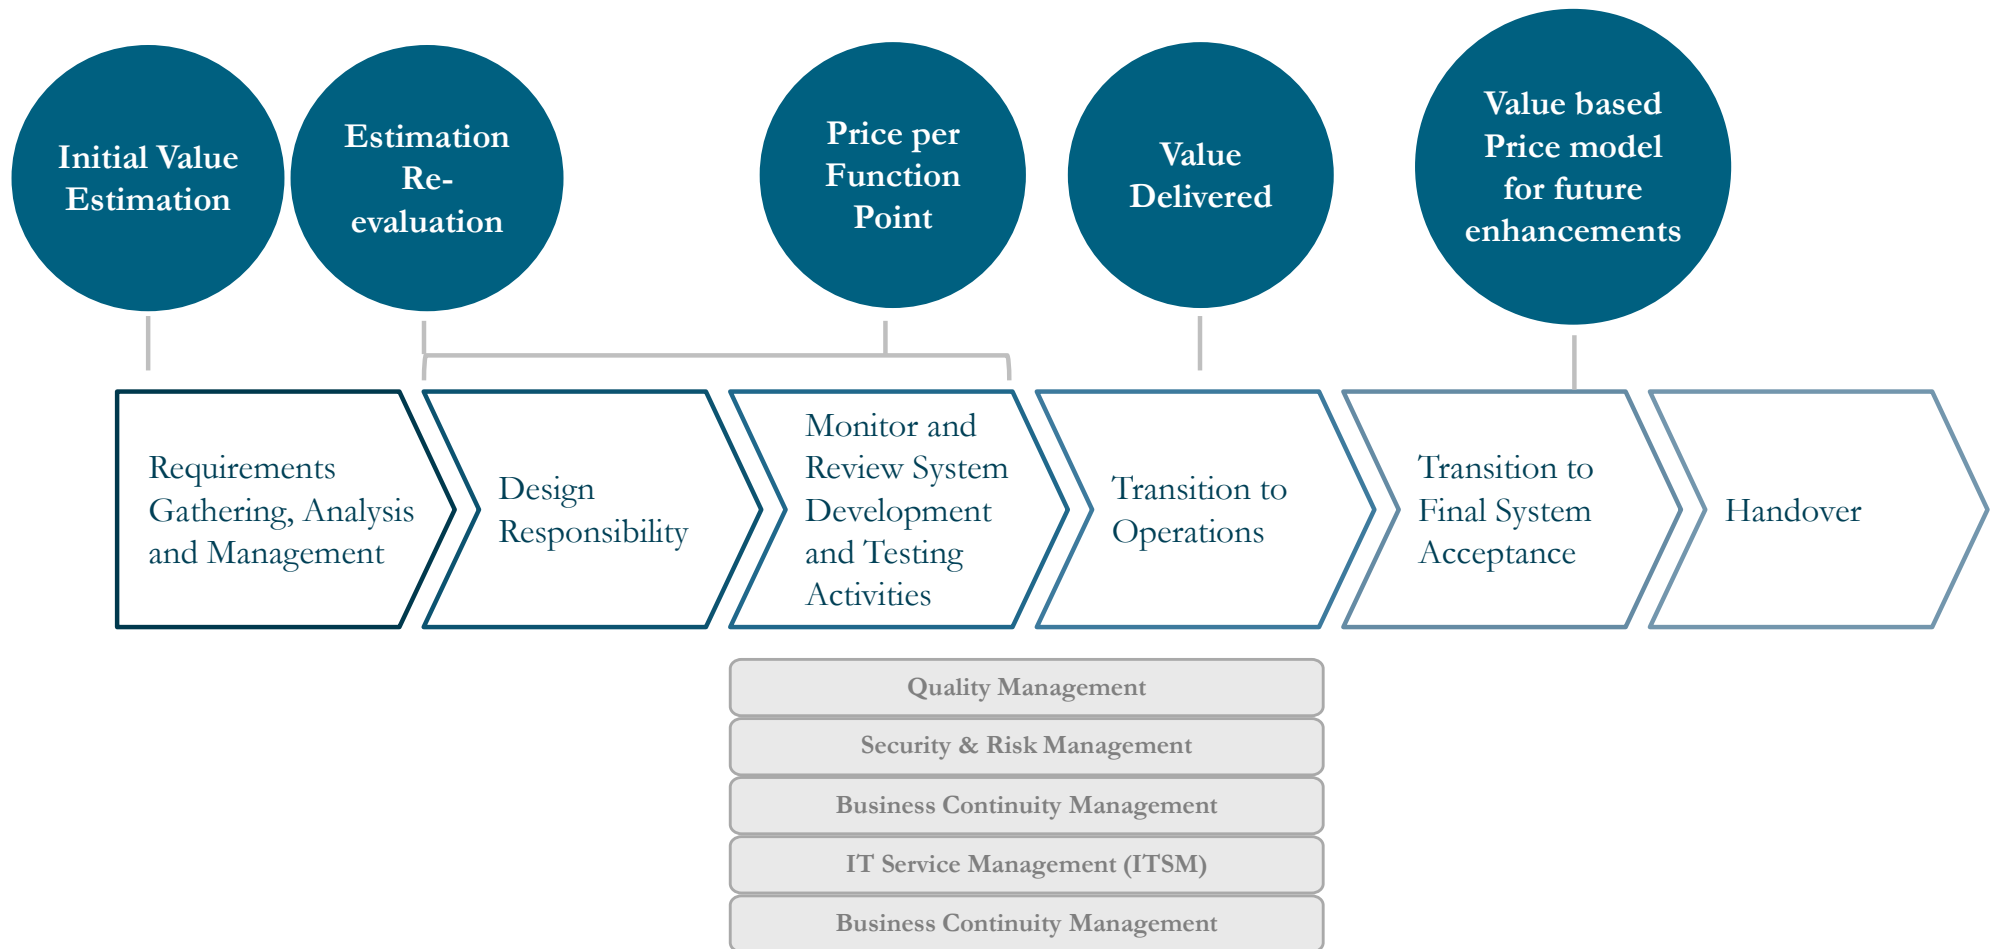 Initial Value
Estimation
Estimation
Re-
evaluation
Price per
Function
Point
Value
Delivered
Value based
Price model
for future
enhancements
Requirements
Gathering, Analysis
and Management
Design
Responsibility
Monitor and
Review System
Development
and Testing
Activities
Transition to
Operations
Transition to
Final System
Acceptance
Handover
Quality Management
Security & Risk Management
Business Continuity Management
IT Service Management (ITSM)
Business Continuity Management